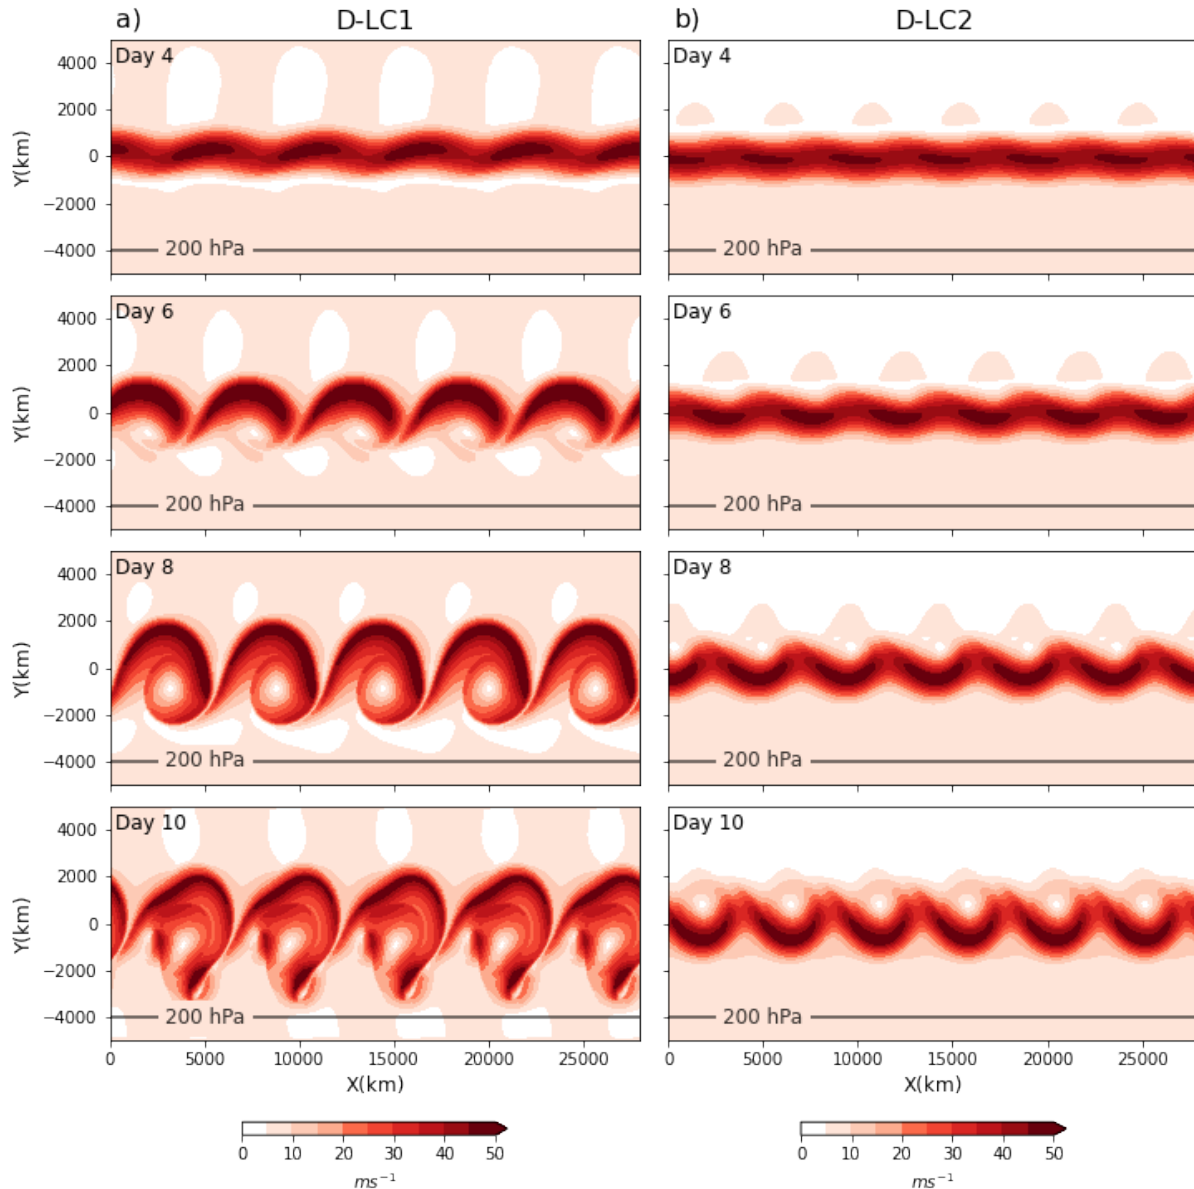 a) D-LC1 b) D-LC2
Day 4 Day 4
4000
2000
0
−2000
−4000
Y(km)
200 hPa 200 hPa
Day 6 Day 6
4000
2000
0
−2000
−4000
Y(km)
200 hPa 200 hPa
Day 8 Day 8
4000
2000
0
−2000
−4000
Y(km)
200 hPa 200 hPa
Day 10 Day 10
4000
2000
0
−2000
−4000
Y(km)
200 hPa 200 hPa
0 5000 10000 15000 20000 25000 0 5000 10000 15000 20000 25000
X(km) X(km)
0 10 20 30 40 50 0 10 20 30 40 50
ms⁻¹ ms⁻¹